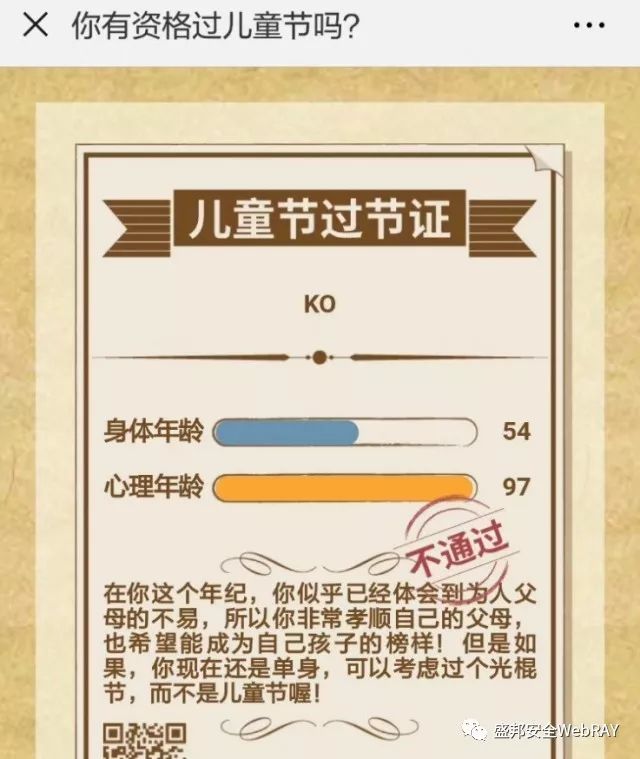 你有资格过儿童节吗?
儿童节过节证
KO
身体年龄 54
心理年龄 97
不通过
在你这个年纪，你似乎已经体会到为人父
母的不易，所以你非常孝顺自己的父母，
也希望能成为自己孩子的榜样！但是如
果，你现在还是单身，可以考虑过个光棍
节，而不是儿童节喔！
盛邦安全WebRAY